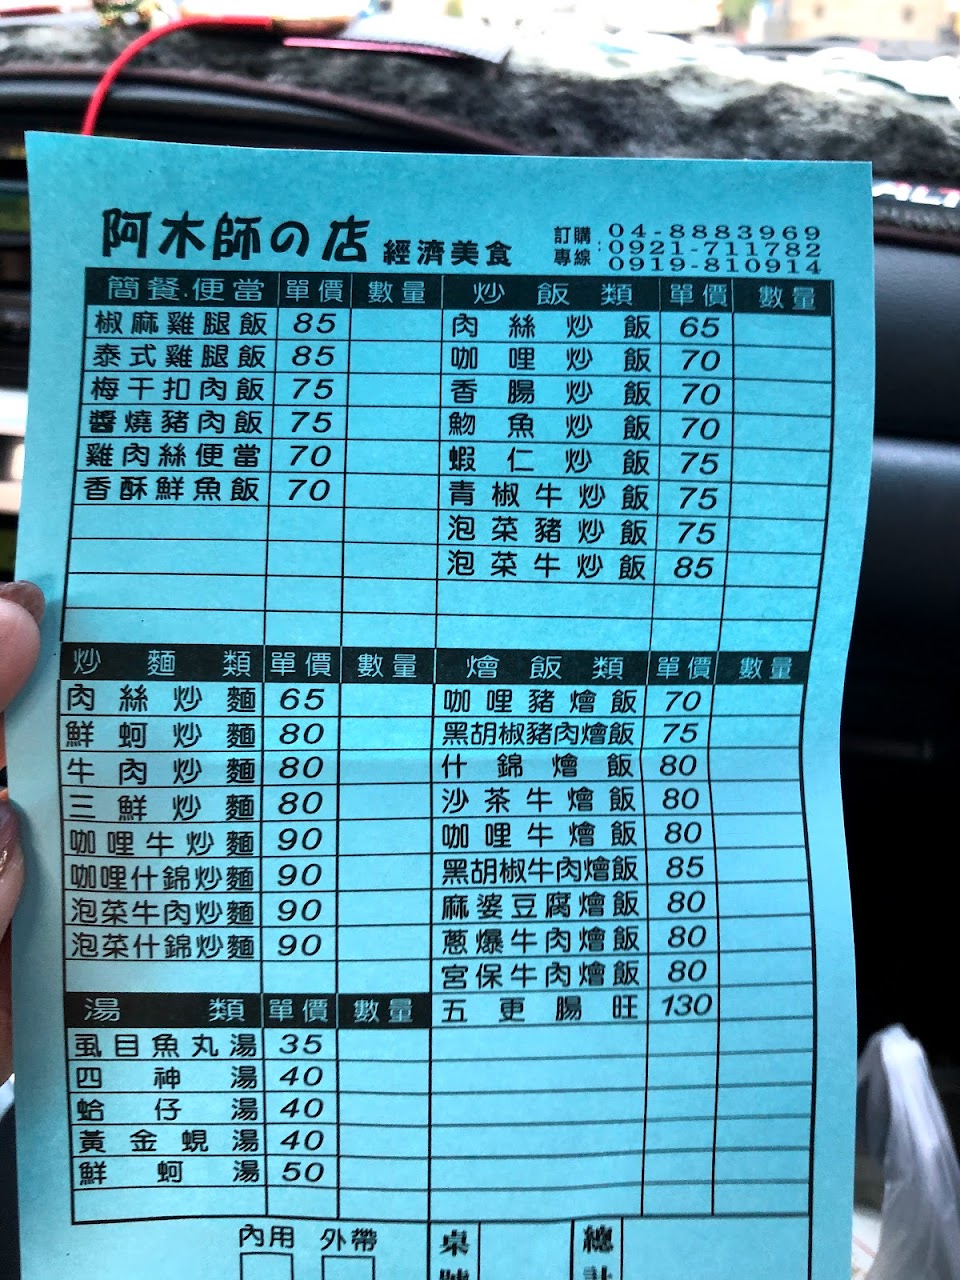 阿木師の店 經濟美食 訂購專線：04-8883969
0921-711782
0919-810914
簡餐.便當 單價 數量 炒飯類 單價 數量
椒麻雞腿飯 85 肉絲炒飯 65
泰式雞腿飯 85 咖哩炒飯 70
梅干扣肉飯 75 香腸炒飯 70
醬燒豬肉飯 75 魩魚炒飯 70
雞肉絲便當 70 蝦仁炒飯 75
香酥鮮魚飯 70 青椒牛炒飯 75
泡菜豬炒飯 75
泡菜牛炒飯 85
炒麵類 單價 數量 燴飯類 單價 數量
肉絲炒麵 65 咖哩豬燴飯 70
鮮蚵炒麵 80 黑胡椒豬肉燴飯 75
牛肉炒麵 80 什錦燴飯 80
三鮮炒麵 80 沙茶牛燴飯 80
咖哩牛炒麵 90 咖哩牛燴飯 80
咖哩什錦炒麵 90 黑胡椒牛肉燴飯 85
泡菜牛肉炒麵 90 麻婆豆腐燴飯 80
泡菜什錦炒麵 90 蔥爆牛肉燴飯 80
宮保牛肉燴飯 80
湯類 單價 數量 五更腸旺 130
虱目魚丸湯 35
四神湯 40
蛤仔湯 40
黃金蜆湯 40
鮮蚵湯 50
內用 外帶 桌 總